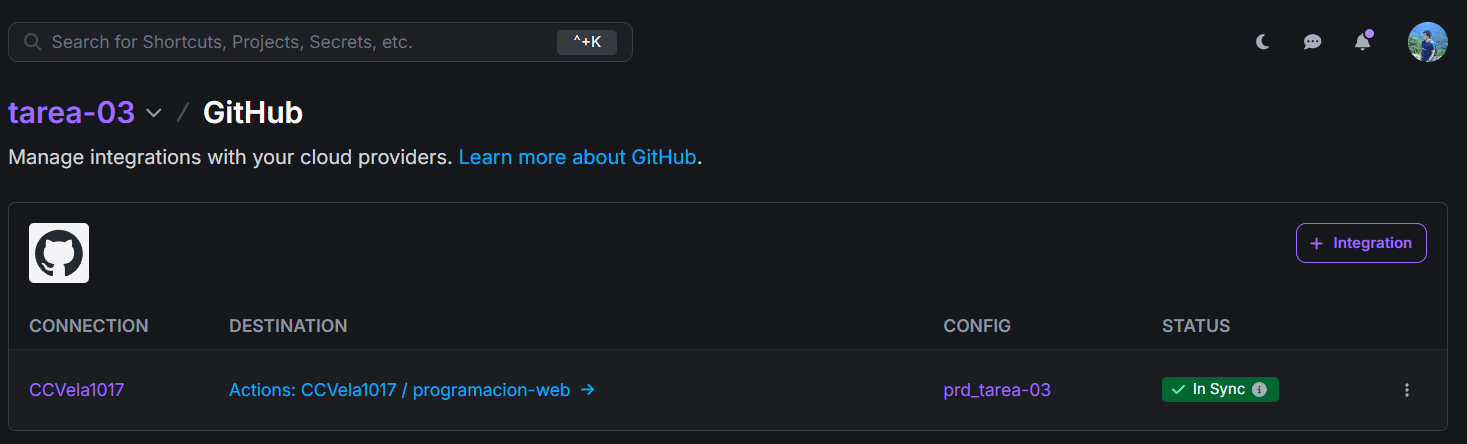 Search for Shortcuts, Projects, Secrets, etc. ^+K
tarea-03 / GitHub
Manage integrations with your cloud providers. Learn more about GitHub.
+ Integration
CONNECTION DESTINATION CONFIG STATUS
CCVela1017 Actions: CCVela1017 / programacion-web → prd_tarea-03 In Sync